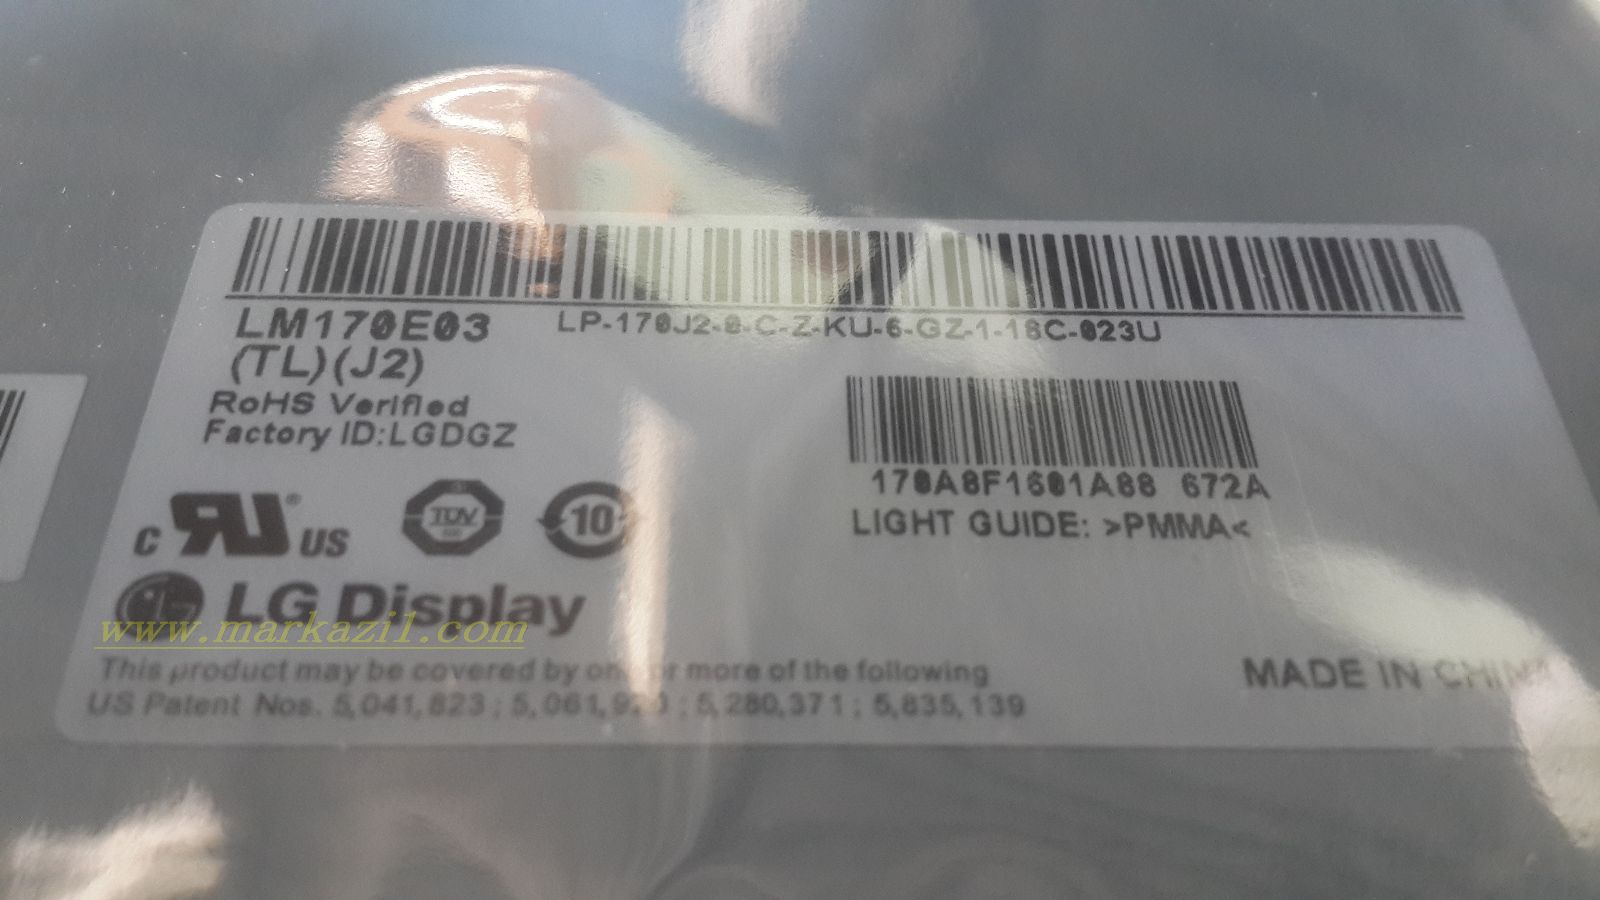 LM170E03
(TL)(J2)
LP-170J2-0-C-Z-KU-6-GZ-1-18C-023U
RoHS Verified
Factory ID:LGDGZ
170A8F1601A88 672A
LIGHT GUIDE: >PMMA<
C RU ® US
TÜV
10
LG Display
www.markazi1.com
This product may be covered by one or more of the following
US Patent Nos. 5,041,823 ; 5,061,920 ; 5,280,371 ; 5,835,139
MADE IN CHINA